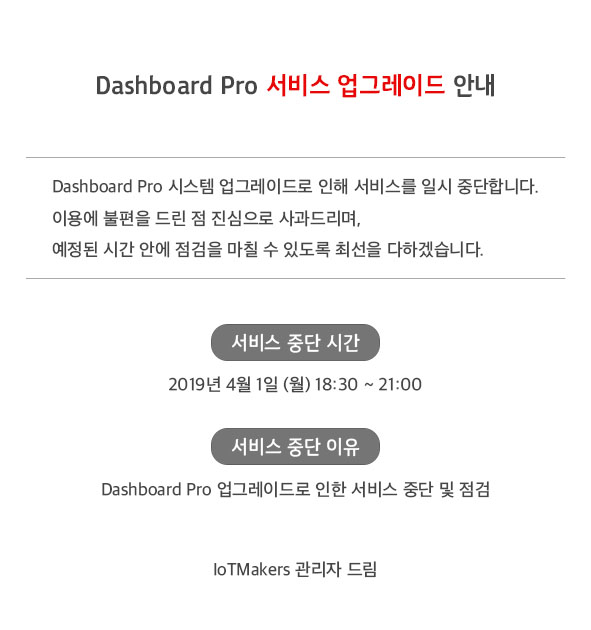 Dashboard Pro 서비스 업그레이드 안내
Dashboard Pro 시스템 업그레이드로 인해 서비스를 일시 중단합니다.
이용에 불편을 드린 점 진심으로 사과드리며,
예정된 시간 안에 점검을 마칠 수 있도록 최선을 다하겠습니다.
서비스 중단 시간
2019년 4월 1일 (월) 18:30 ~ 21:00
서비스 중단 이유
Dashboard Pro 업그레이드로 인한 서비스 중단 및 점검
IoTMakers 관리자 드림